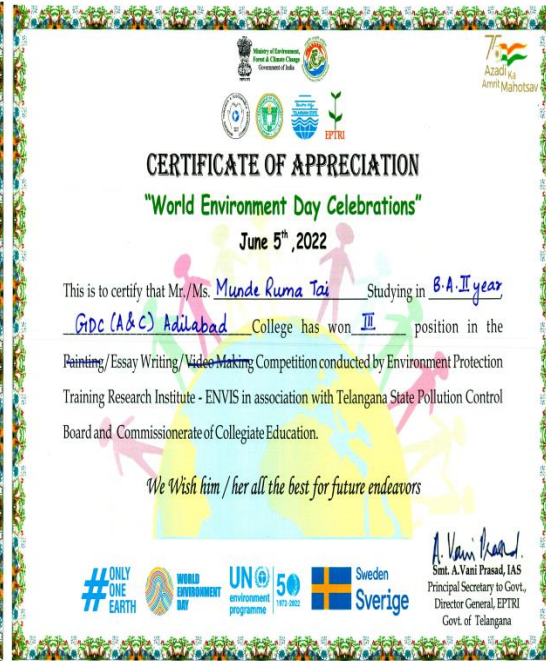 Ministry of Environment,
Forest & Climate Change
Government of India
75
Azadi Ka
Amrit Mahotsav
EPTRI
CERTIFICATE OF APPRECIATION
"World Environment Day Celebrations"
June 5th ,2022
This is to certify that Mr./Ms. Munde Ruma Tai Studying in B.A. II year
GDC (A & C) Adilabad College has won III position in the
Painting/Essay Writing/Video Making Competition conducted by Environment Protection
Training Research Institute - ENVIS in association with Telangana State Pollution Control
Board and Commissionerate of Collegiate Education.
We Wish him / her all the best for future endeavors
A. Vani Prasad.
Smt. A.Vani Prasad, IAS
Principal Secretary to Govt.,
Director General, EPTRI
Govt. of Telangana
#ONLY
ONE
EARTH
WORLD
ENVIRONMENT
DAY
UN
environment
programme
50
1972-2022
Sweden
Sverige